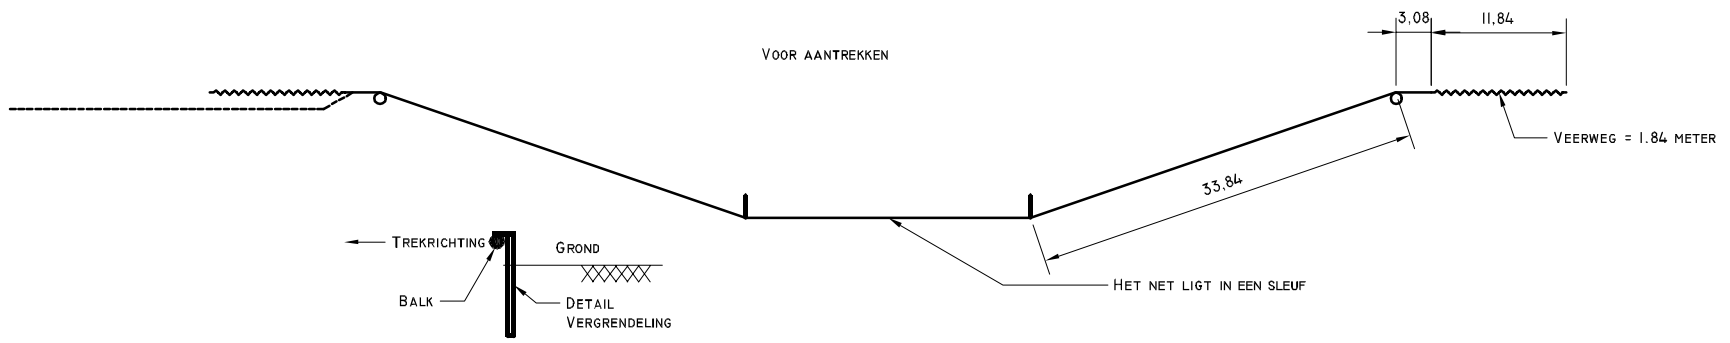 3,08
11,84
Voor aantrekken
Veerweg = 1.84 meter
33,84
Trekrichting
Grond
Het net ligt in een sleuf
Balk
Detail
Vergrendeling